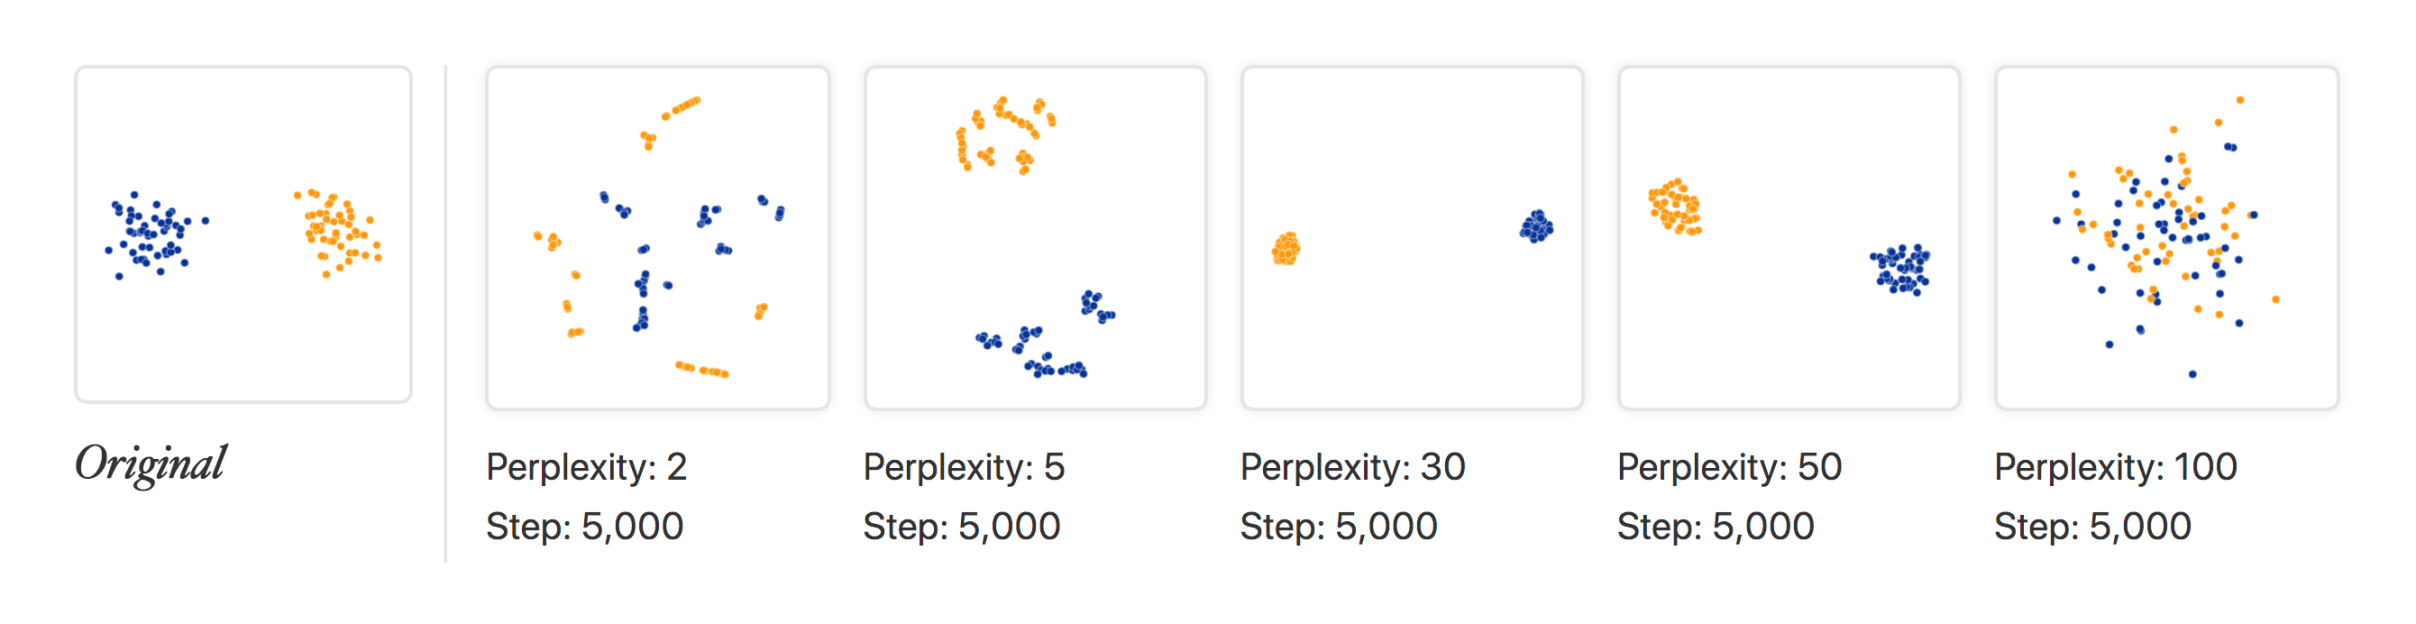 Original
Perplexity: 2
Step: 5,000
Perplexity: 5
Step: 5,000
Perplexity: 30
Step: 5,000
Perplexity: 50
Step: 5,000
Perplexity: 100
Step: 5,000